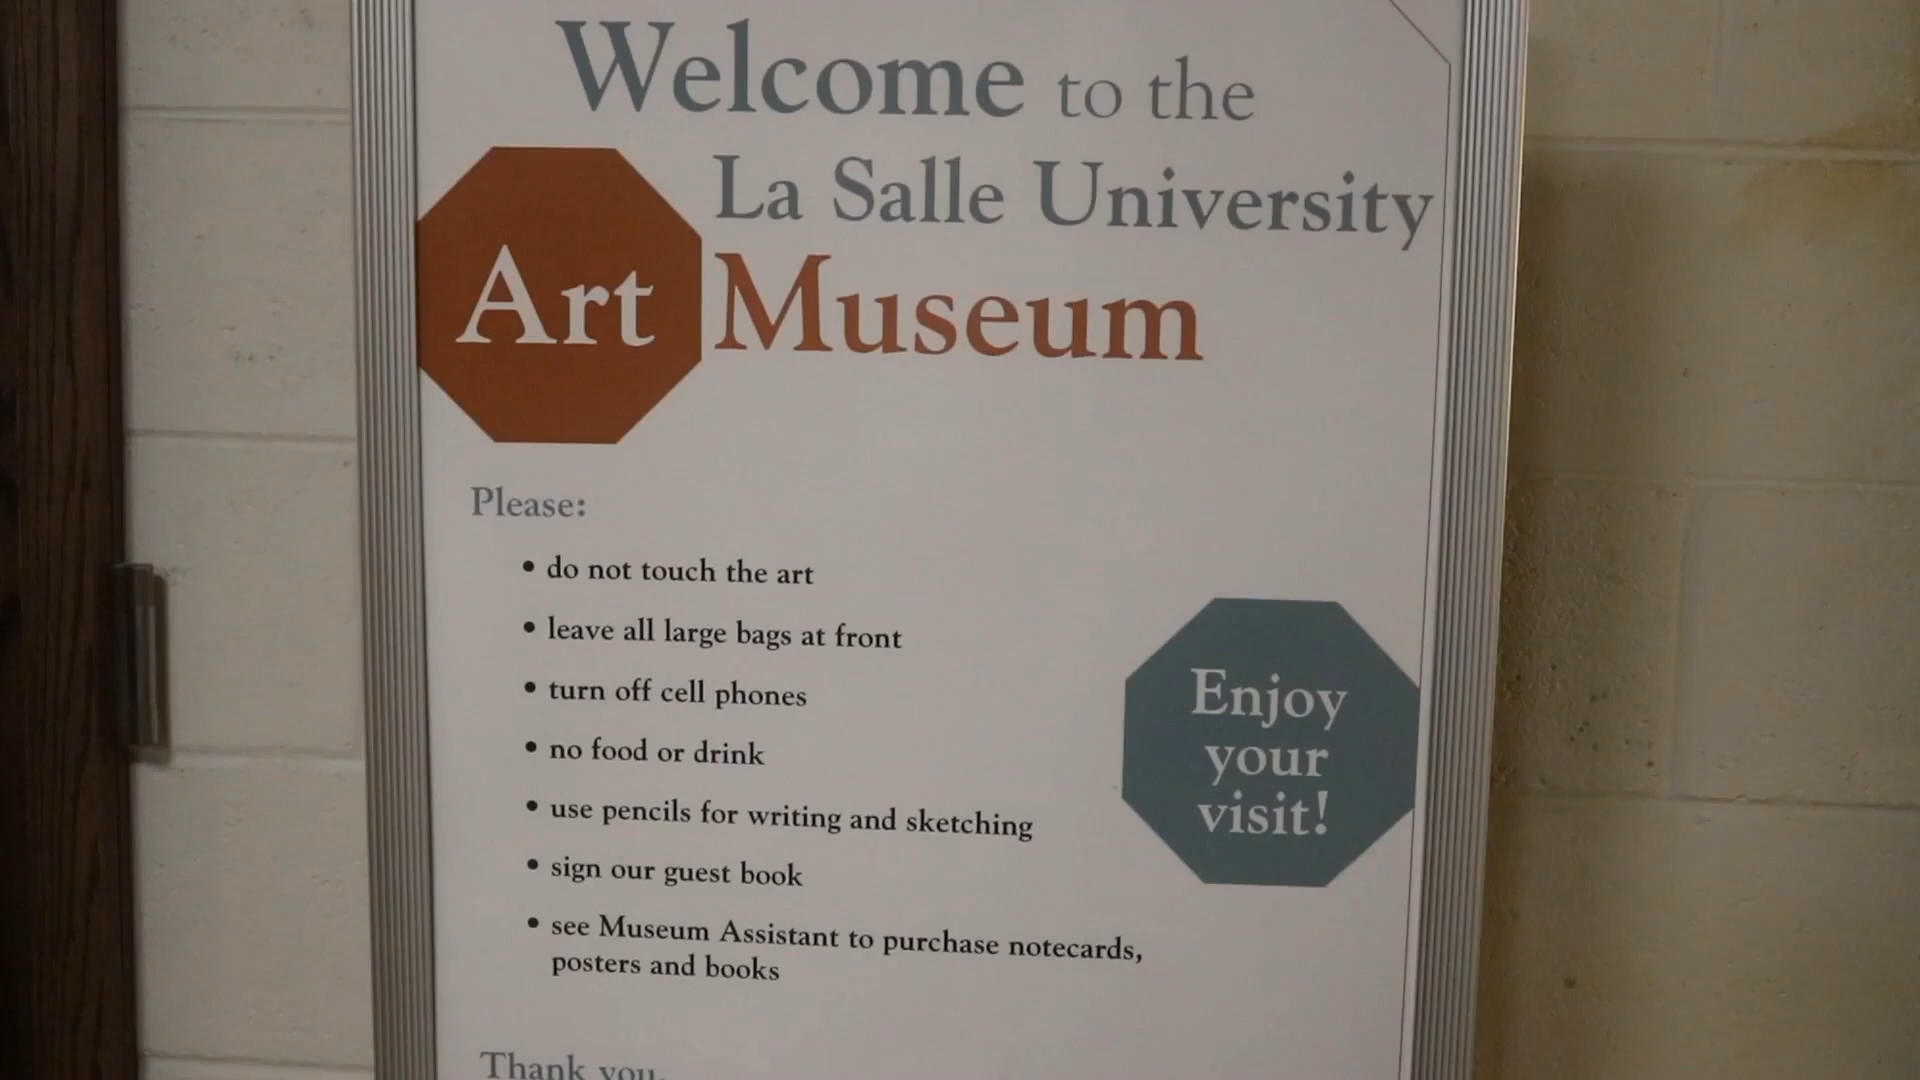 Welcome to the
La Salle University
Art Museum
Please:
• do not touch the art
• leave all large bags at front
• turn off cell phones
• no food or drink
• use pencils for writing and sketching
• sign our guest book
• see Museum Assistant to purchase notecards,
posters and books
Enjoy
your
visit!
Thank you.